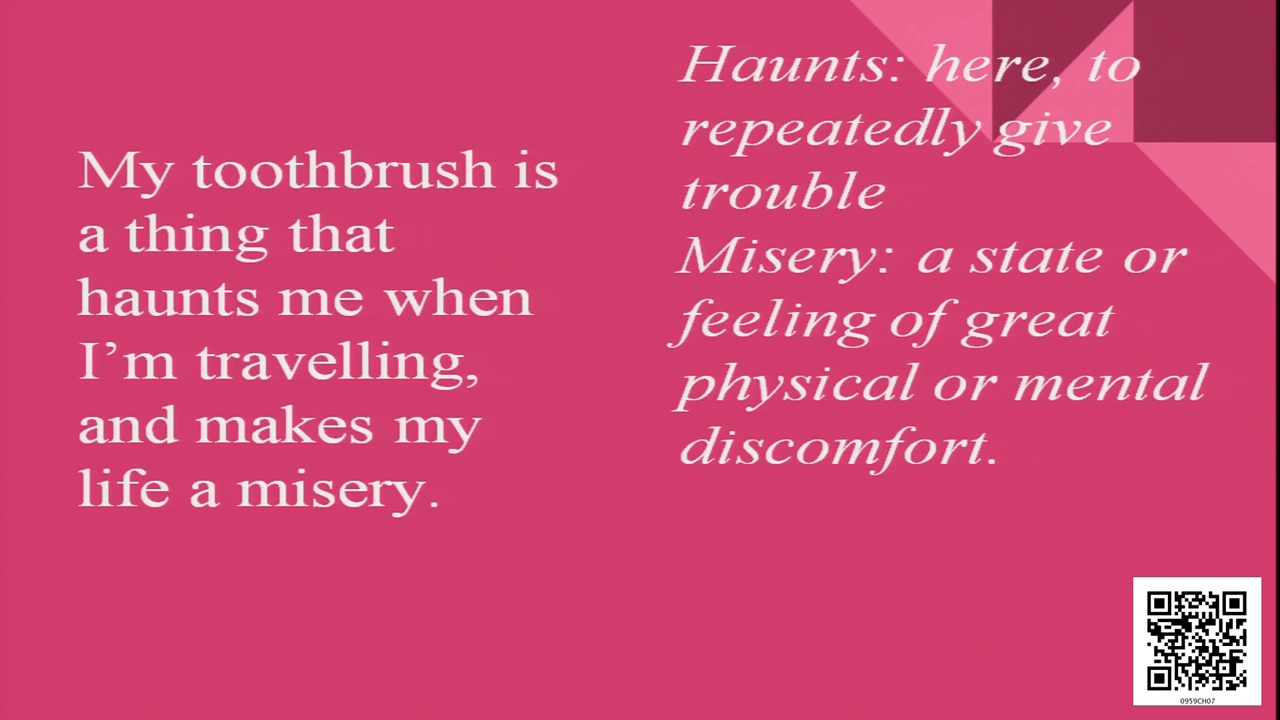 My toothbrush is
a thing that
haunts me when
I’m travelling,
and makes my
life a misery.
Haunts: here, to
repeatedly give
trouble
Misery: a state or
feeling of great
physical or mental
discomfort.
0959CH07